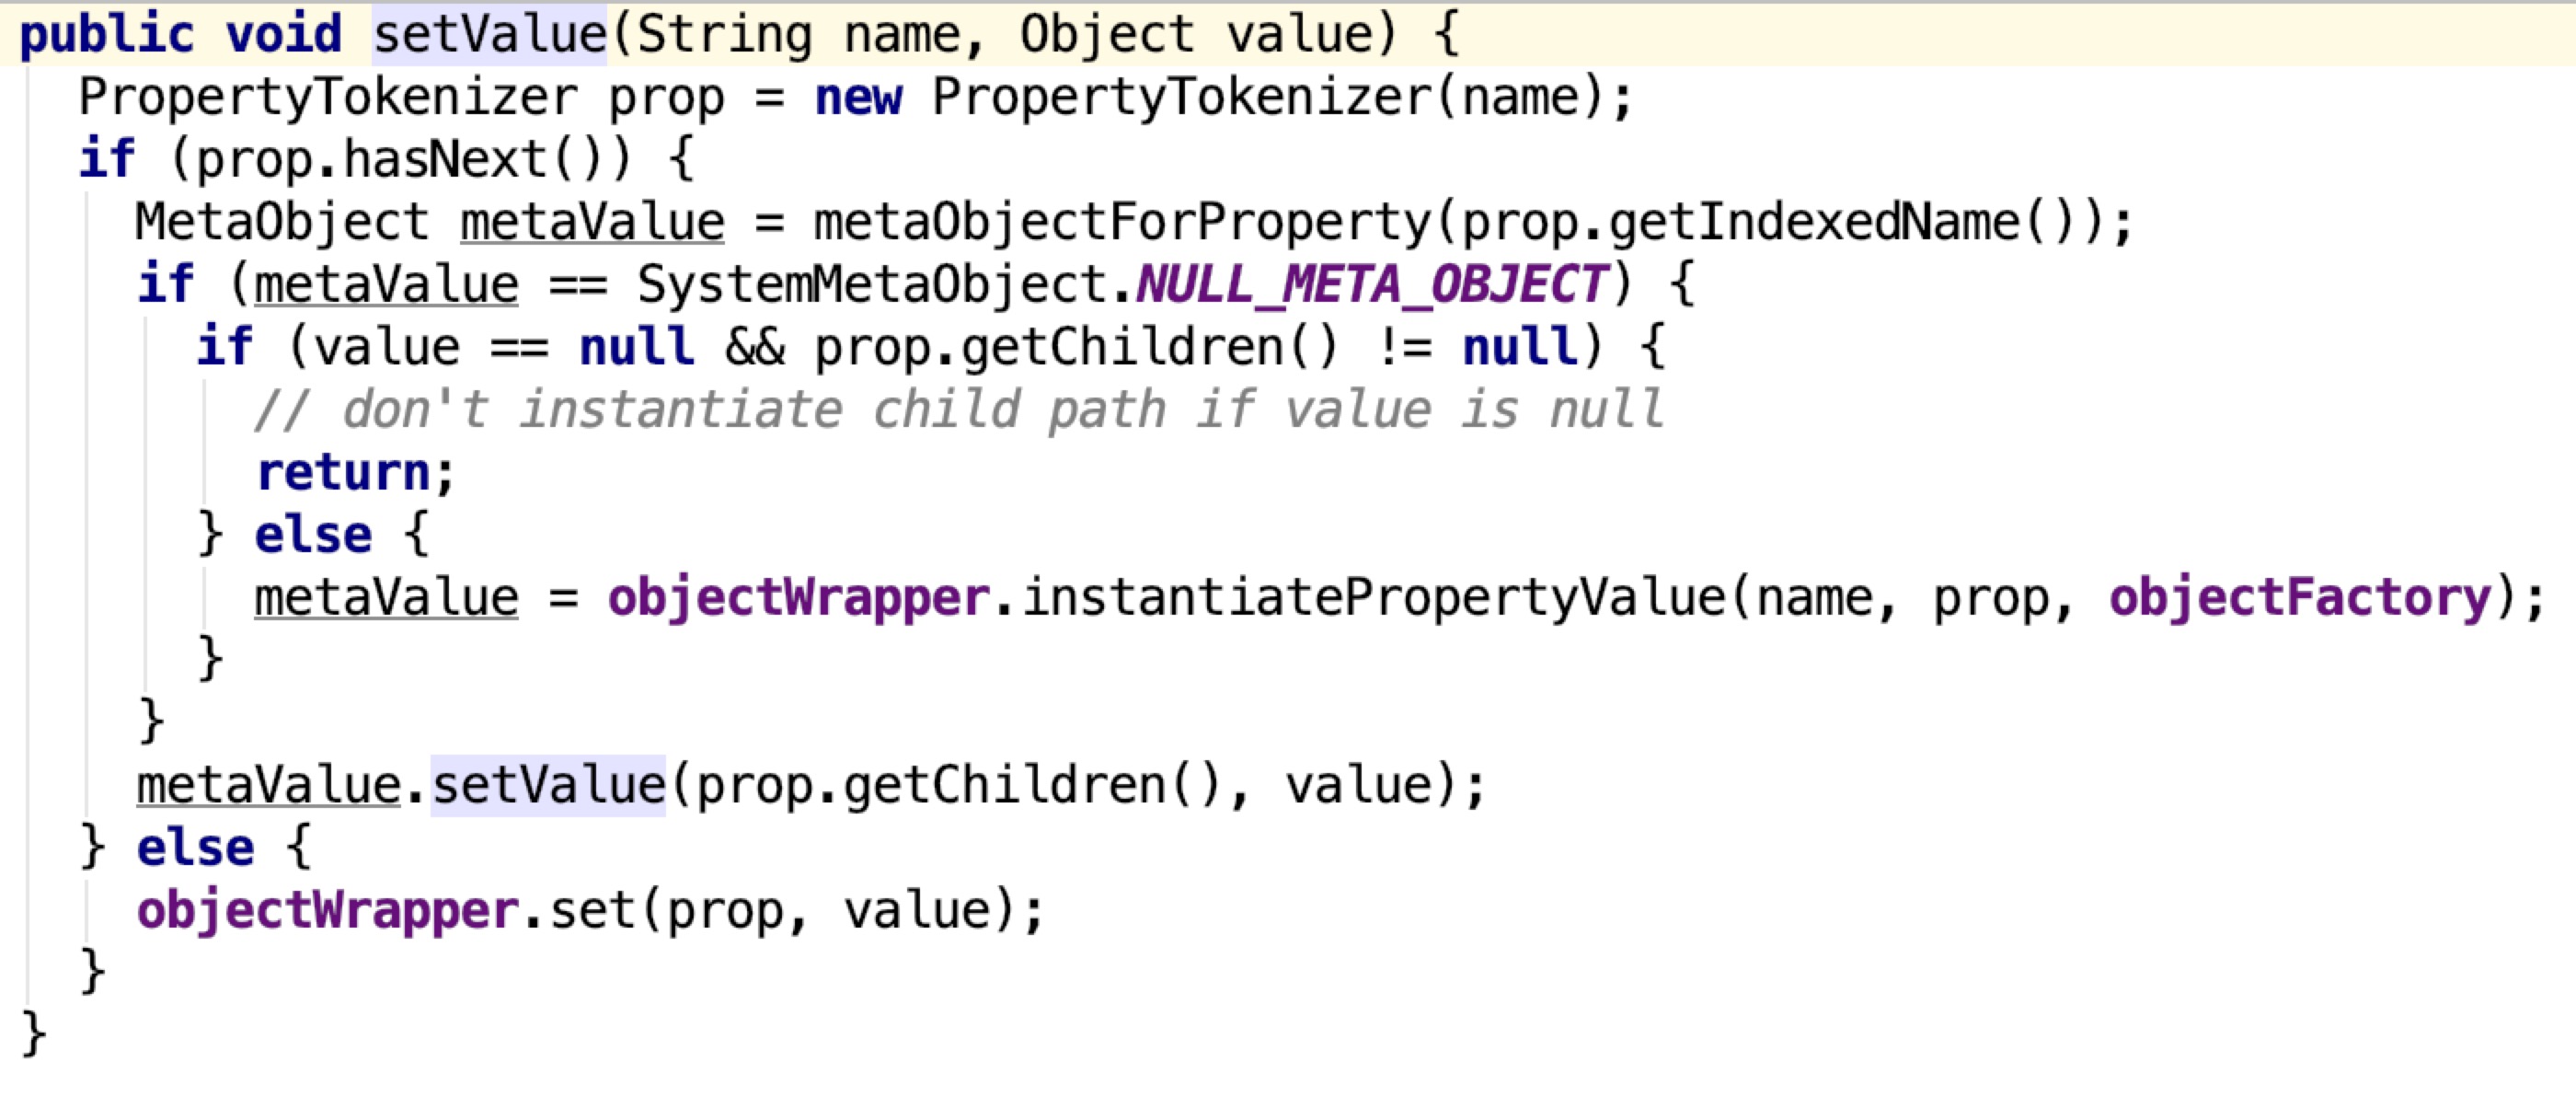 public void setValue(String name, Object value) {
PropertyTokenizer prop = new PropertyTokenizer(name);
if (prop.hasNext()) {
MetaObject metaValue = metaObjectForProperty(prop.getIndexedName());
if (metaValue == SystemMetaObject.NULL_META_OBJECT) {
if (value == null && prop.getChildren() != null) {
// don't instantiate child path if value is null
return;
} else {
metaValue = objectWrapper.instantiatePropertyValue(name, prop, objectFactory);
}
}
metaValue.setValue(prop.getChildren(), value);
} else {
objectWrapper.set(prop, value);
}
}